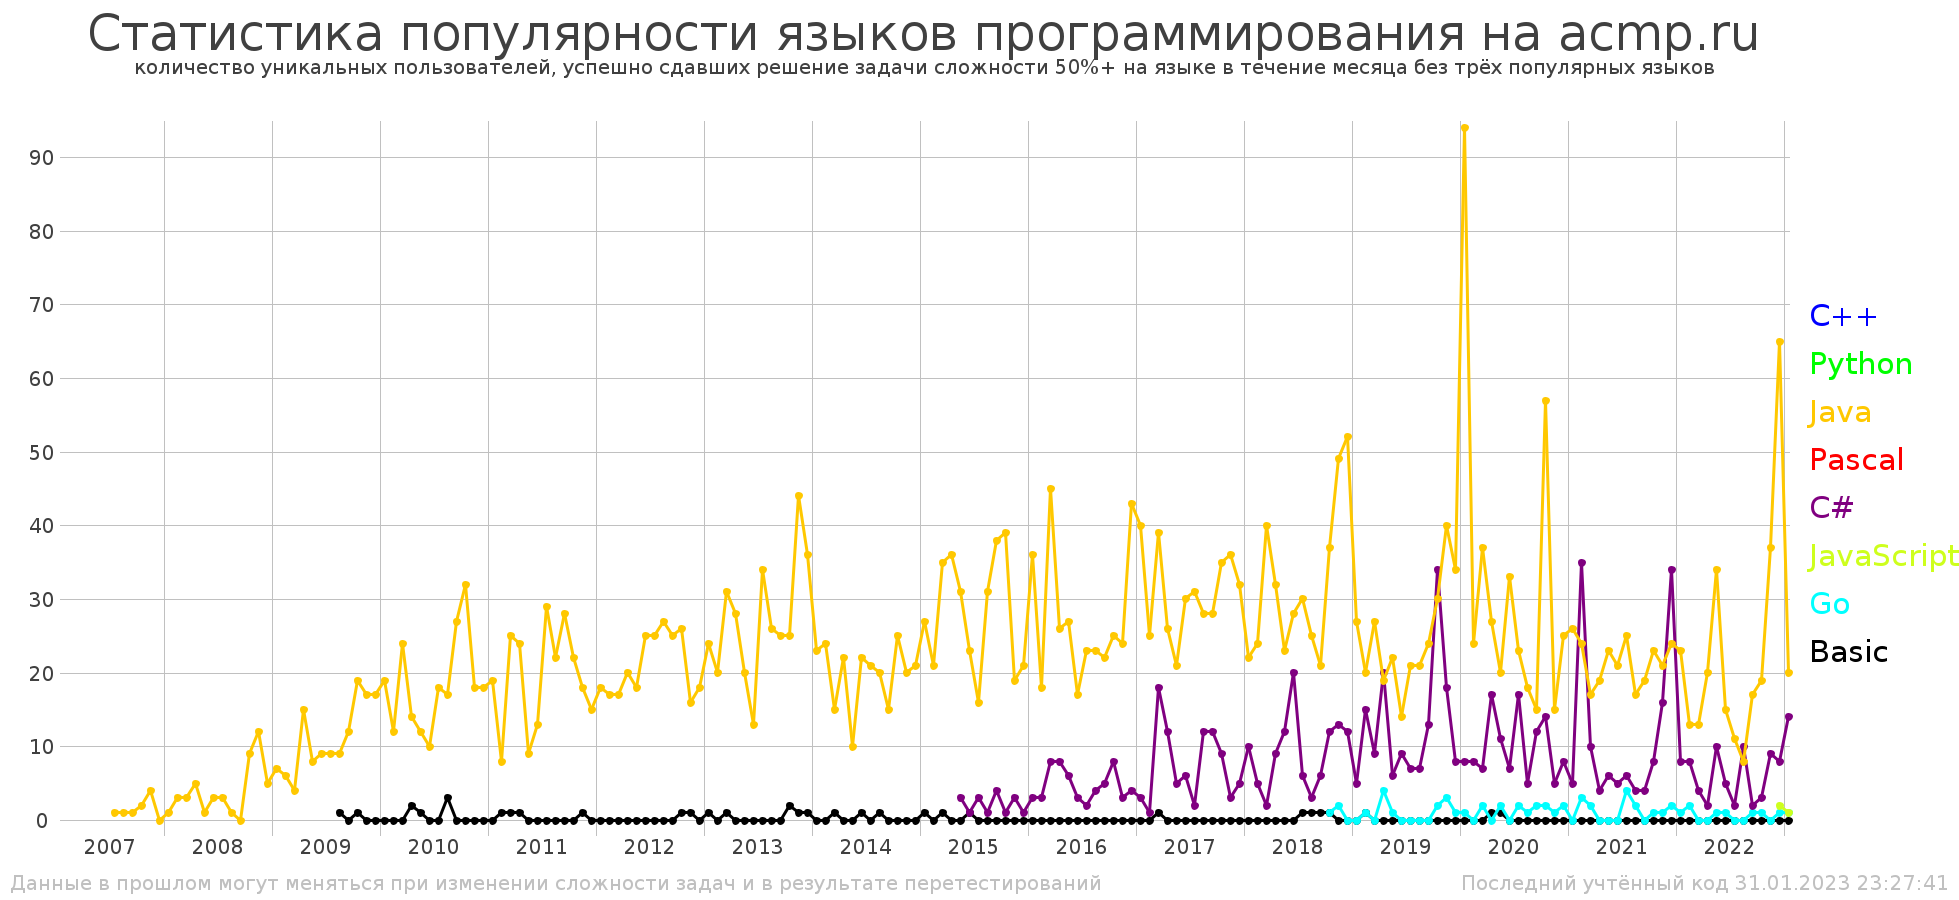 Статистика популярности языков программирования на acmp.ru
количество уникальных пользователей, успешно сдавших решение задачи сложности 50%+ на языке в течение месяца без трёх популярных языков
90
80
70
60
50
40
30
20
10
0
2007 2008 2009 2010 2011 2012 2013 2014 2015 2016 2017 2018 2019 2020 2021 2022
C++
Python
Java
Pascal
C#
JavaScript
Go
Basic
Данные в прошлом могут меняться при изменении сложности задач и в результате перетестирований
Последний учтённый код 31.01.2023 23:27:41